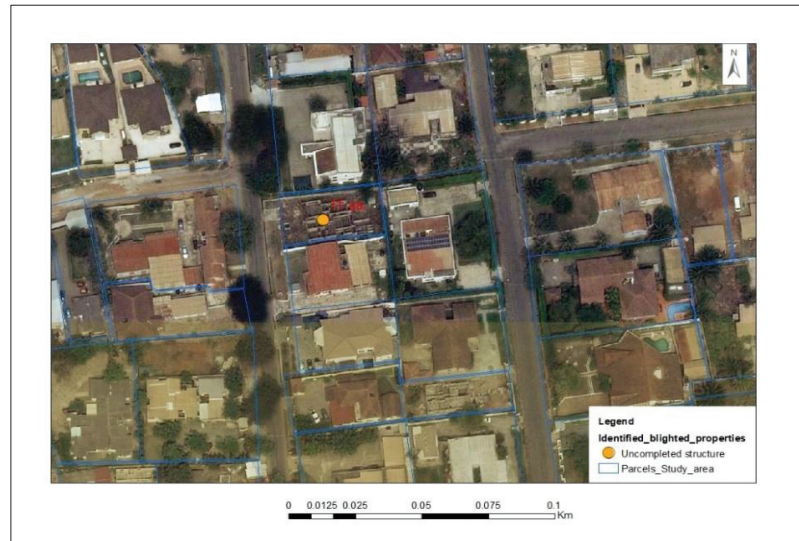 N
Legend
Identified_blighted_properties
Uncompleted structure
Parcels_Study_area
0 0.0125 0.025 0.05 0.075 0.1
Km